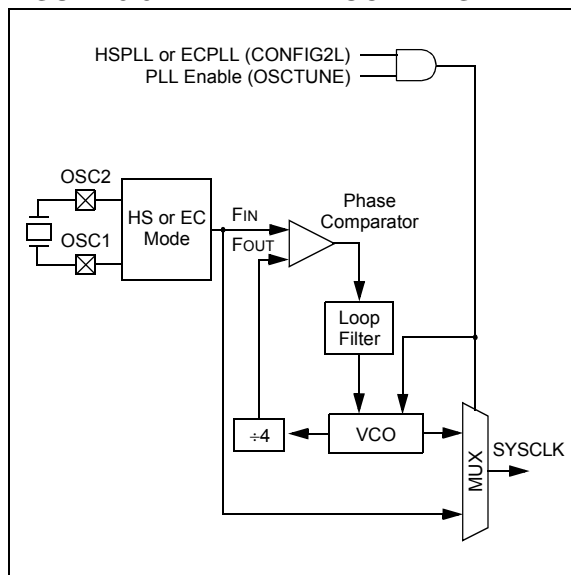 HSPLL or ECPLL (CONFIG2L)
PLL Enable (OSCTUNE)
OSC2
OSC1
HS or EC
Mode
FIN
FOUT
Phase
Comparator
Loop
Filter
÷4
VCO
MUX
SYSCLK